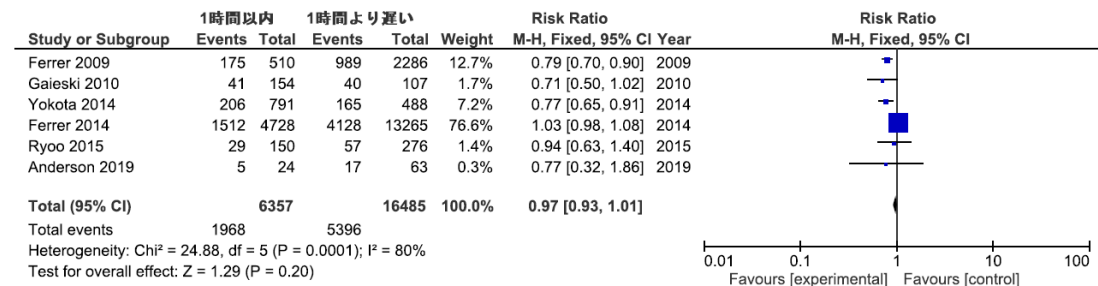 1時間以内 1時間より遅い Risk Ratio Risk Ratio
Study or Subgroup Events Total Events Total Weight M-H, Fixed, 95% CI Year M-H, Fixed, 95% CI
Ferrer 2009 175 510 989 2286 12.7% 0.79 [0.70, 0.90] 2009
Gaieski 2010 41 154 40 107 1.7% 0.71 [0.50, 1.02] 2010
Yokota 2014 206 791 165 488 7.2% 0.77 [0.65, 0.91] 2014
Ferrer 2014 1512 4728 4128 13265 76.6% 1.03 [0.98, 1.08] 2014
Ryoo 2015 29 150 57 276 1.4% 0.94 [0.63, 1.40] 2015
Anderson 2019 5 24 17 63 0.3% 0.77 [0.32, 1.86] 2019
Total (95% CI) 6357 16485 100.0% 0.97 [0.93, 1.01]
Total events 1968 5396
Heterogeneity: Chi² = 24.88, df = 5 (P = 0.0001); I² = 80%
Test for overall effect: Z = 1.29 (P = 0.20)
0.01 0.1 1 10 100
Favours [experimental] Favours [control]